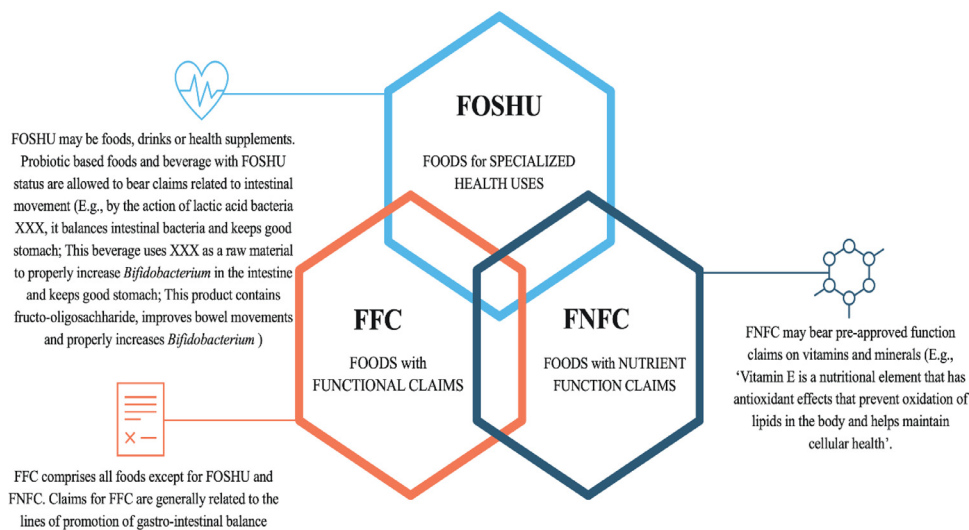 FOSHU
FOODS for SPECIALIZED
HEALTH USES
FOSHU may be foods, drinks or health supplements.
Probiotic based foods and beverage with FOSHU
status are allowed to bear claims related to intestinal
movement (E.g., by the action of lactic acid bacteria
XXX, it balances intestinal bacteria and keeps good
stomach; This beverage uses XXX as a raw material
to properly increase Bifidobacterium in the intestine
and keeps good stomach; This product contains
fructo-oligosachharide, improves bowel movements
and properly increases Bifidobacterium )
FFC
FOODS with
FUNCTIONAL CLAIMS
FNFC
FOODS with NUTRIENT
FUNCTION CLAIMS
FNFC may bear pre-approved function
claims on vitamins and minerals (E.g.,
‘Vitamin E is a nutritional element that has
antioxidant effects that prevent oxidation of
lipids in the body and helps maintain
cellular health’.
FFC comprises all foods except for FOSHU and
FNFC. Claims for FFC are generally related to the
lines of promotion of gastro-intestinal balance